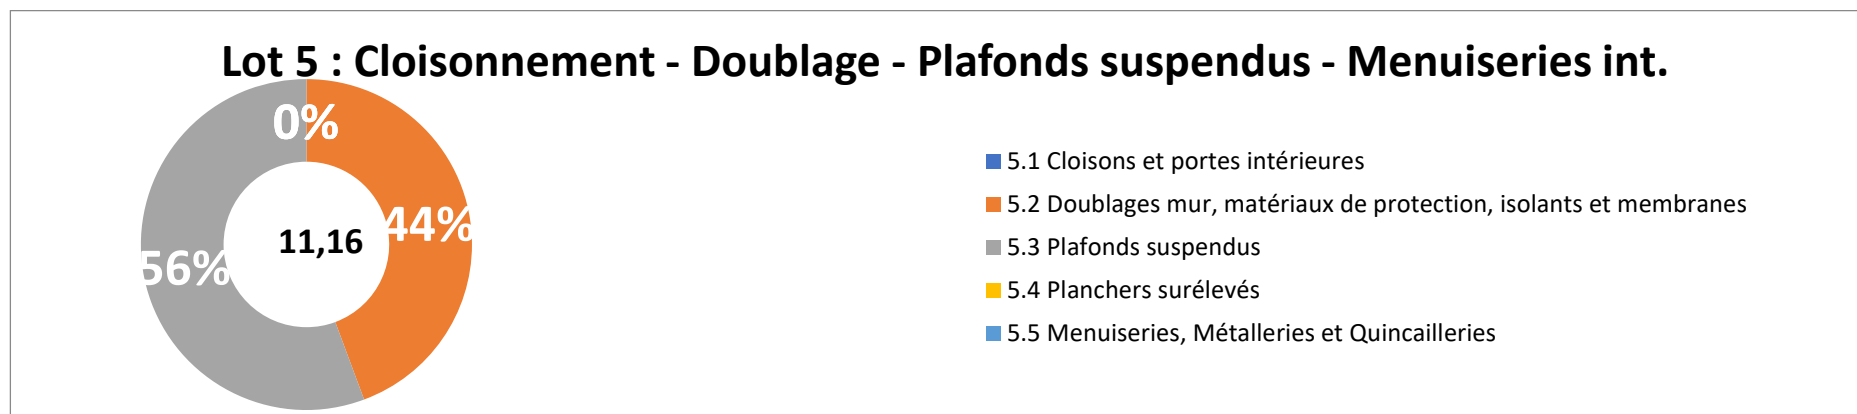 Lot 5 : Cloisonnement - Doublage - Plafonds suspendus - Menuiseries int.
0%
44%
56%
11,16
5.1 Cloisons et portes intérieures
5.2 Doublages mur, matériaux de protection, isolants et membranes
5.3 Plafonds suspendus
5.4 Planchers surélevés
5.5 Menuiseries, Métalleries et Quincailleries